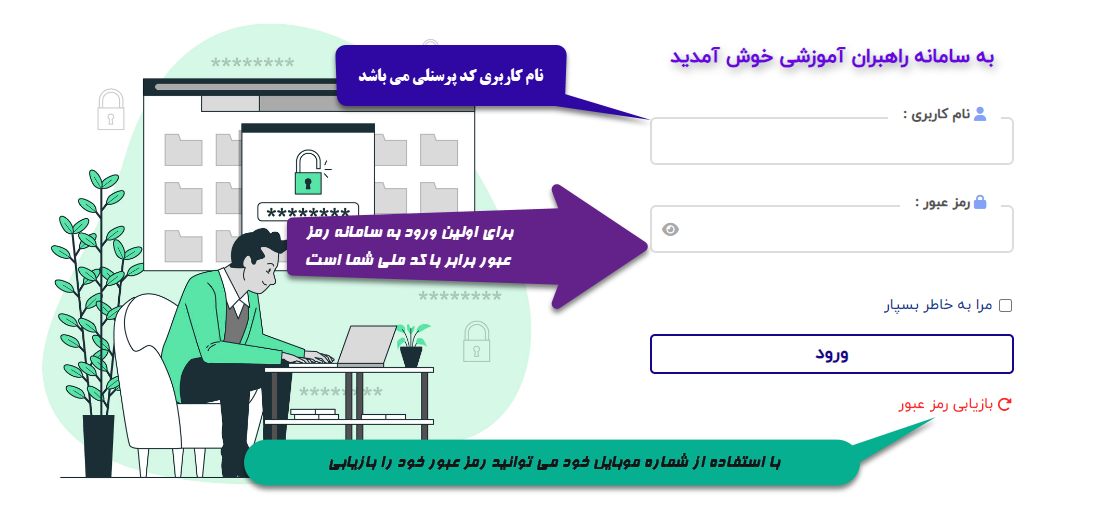 به سامانه راهبران آموزشی خوش آمدید
نام کاربری کد پرسنلی می باشد
نام کاربری :
********
رمز عبور :
********
برای اولین ورود به سامانه رمز
عبور برابر با کد ملی شما است
********
مرا به خاطر بسپار
ورود
********
بازیابی رمز عبور
با استفاده از شماره موبایل خود می توانید رمز عبور خود را بازیابی